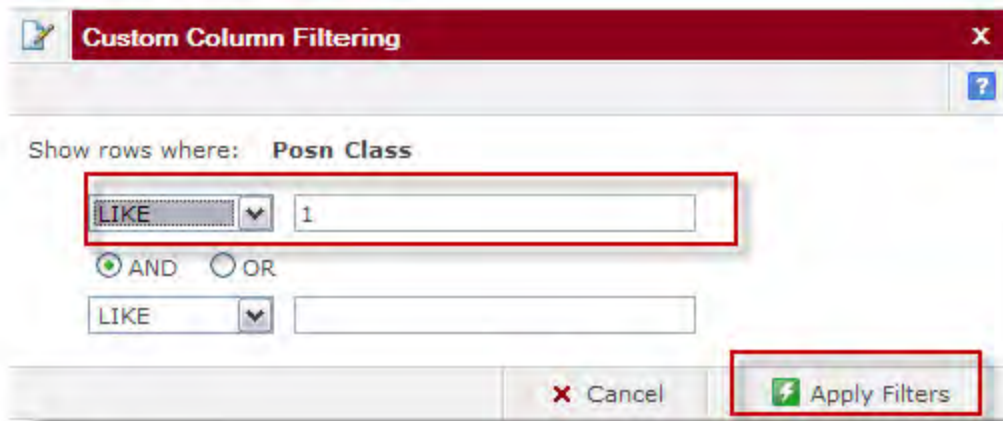 Custom Column Filtering X
?
Show rows where: Posn Class
LIKE 1
AND OR
LIKE
X Cancel Apply Filters